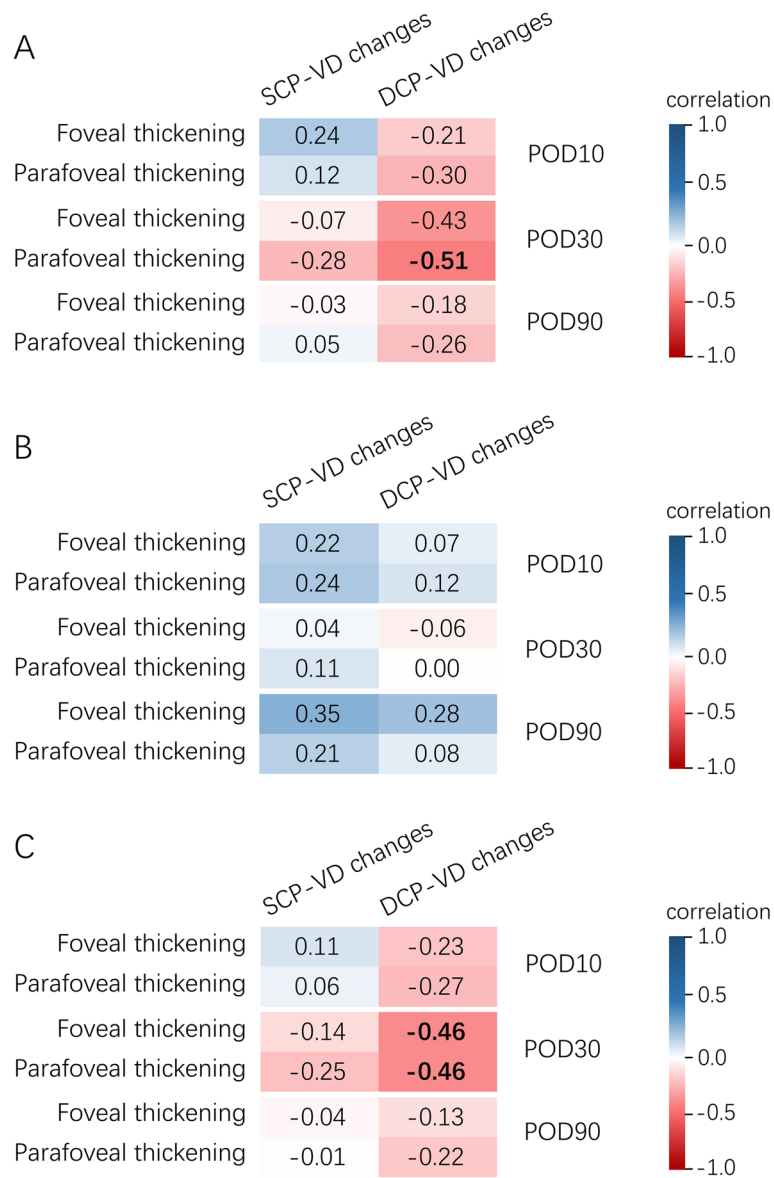 A
SCP-VD changes
DCP-VD changes
correlation
Foveal thickening 0.24 -0.21
Parafoveal thickening 0.12 -0.30
POD10
Foveal thickening -0.07 -0.43
Parafoveal thickening -0.28 -0.51
POD30
Foveal thickening -0.03 -0.18
Parafoveal thickening 0.05 -0.26
POD90
1.0
0.5
0.0
-0.5
-1.0
B
SCP-VD changes
DCP-VD changes
correlation
Foveal thickening 0.22 0.07
Parafoveal thickening 0.24 0.12
POD10
Foveal thickening 0.04 -0.06
Parafoveal thickening 0.11 0.00
POD30
Foveal thickening 0.35 0.28
Parafoveal thickening 0.21 0.08
POD90
1.0
0.5
0.0
-0.5
-1.0
C
SCP-VD changes
DCP-VD changes
correlation
Foveal thickening 0.11 -0.23
Parafoveal thickening 0.06 -0.27
POD10
Foveal thickening -0.14 -0.46
Parafoveal thickening -0.25 -0.46
POD30
Foveal thickening -0.04 -0.13
Parafoveal thickening -0.01 -0.22
POD90
1.0
0.5
0.0
-0.5
-1.0